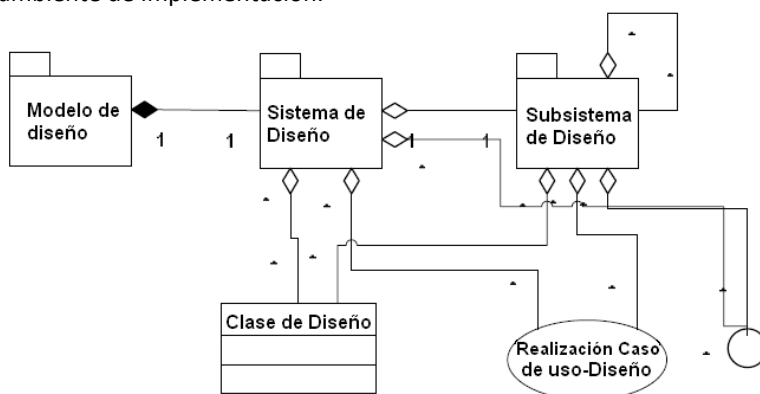 ambiente de implementación.
Modelo de
diseño
1
1
Sistema de
Diseño
1
1
Subsistema
de Diseño
*
*
*
*
*
*
*
*
*
*
*
*
*
*
Clase de Diseño
Realización Caso
de uso-Diseño